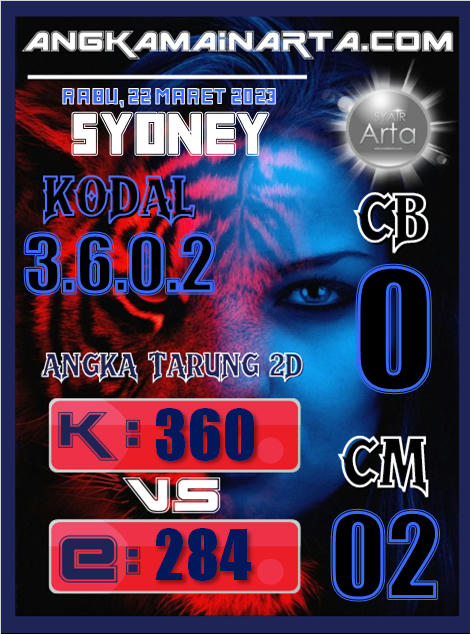 ANGKAMAINARTA.COM
RABU, 22 MARET 2023
SYDNEY
SYAIR
Arta
KODAL
3.6.0.2
CB
0
ANGKA TARUNG 2D
K : 360
VS
e : 284
CM
02